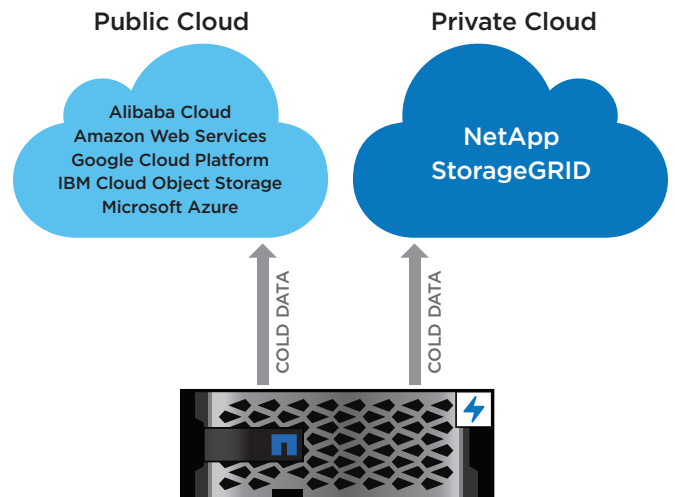 Public Cloud
Private Cloud
Alibaba Cloud
Amazon Web Services
Google Cloud Platform
IBM Cloud Object Storage
Microsoft Azure
NetApp
StorageGRID
COLD DATA
COLD DATA